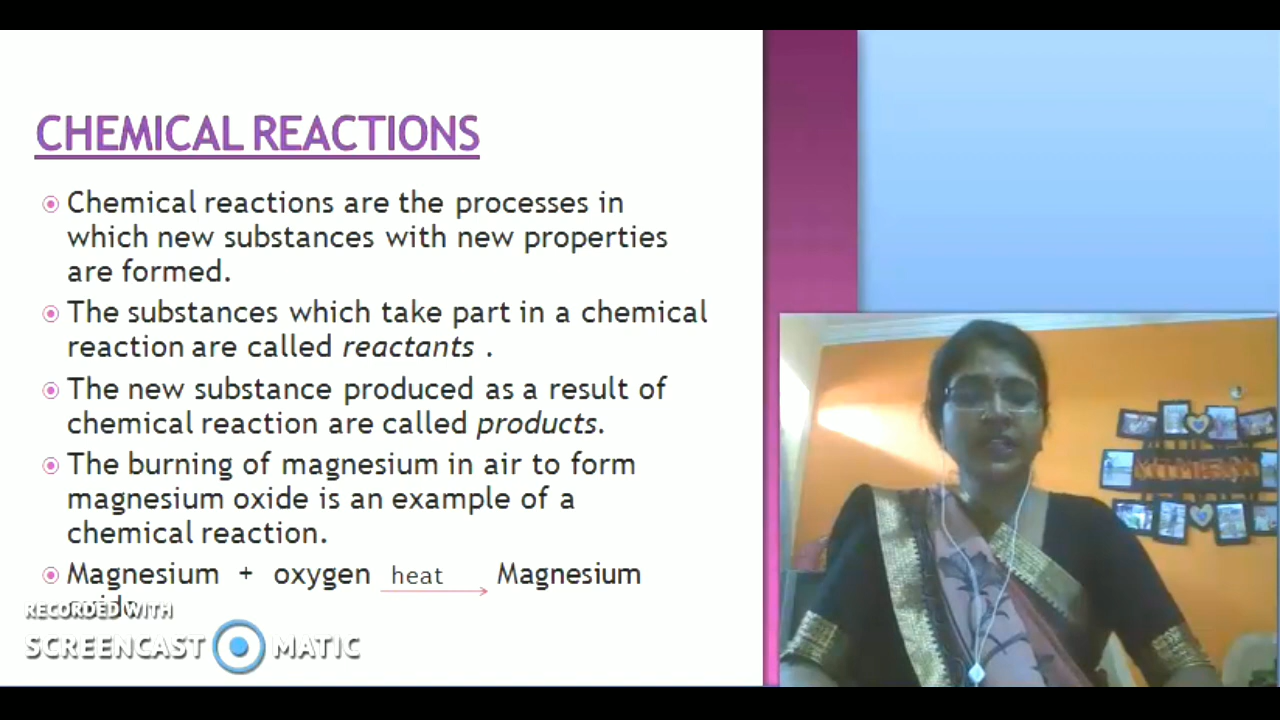 CHEMICAL REACTIONS
Chemical reactions are the processes in
which new substances with new properties
are formed.
The substances which take part in a chemical
reaction are called reactants .
The new substance produced as a result of
chemical reaction are called products.
The burning of magnesium in air to form
magnesium oxide is an example of a
chemical reaction.
Magnesium + oxygen heat Magnesium
RECORDED WITH
SCREENCAST MATIC